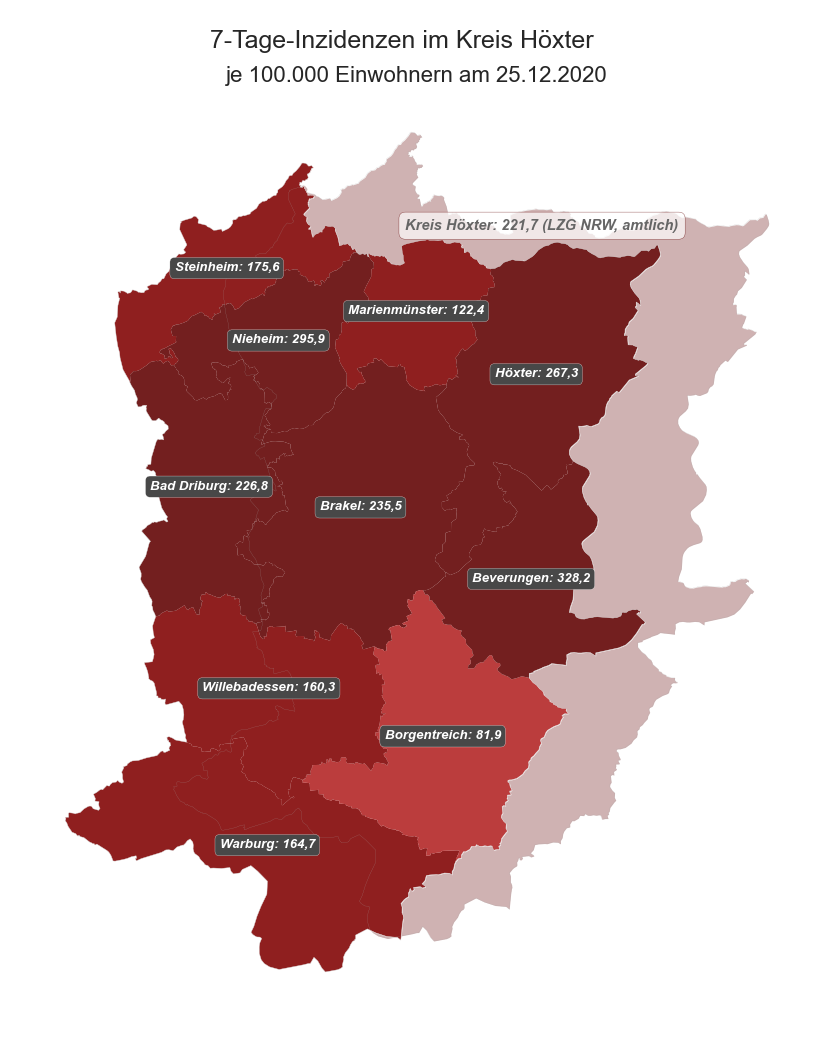 7-Tage-Inzidenzen im Kreis Höxter
je 100.000 Einwohnern am 25.12.2020
Kreis Höxter: 221,7 (LZG NRW, amtlich)
Steinheim: 175,6
Marienmünster: 122,4
Nieheim: 295,9
Höxter: 267,3
Bad Driburg: 226,8
Brakel: 235,5
Beverungen: 328,2
Willebadessen: 160,3
Borgentreich: 81,9
Warburg: 164,7